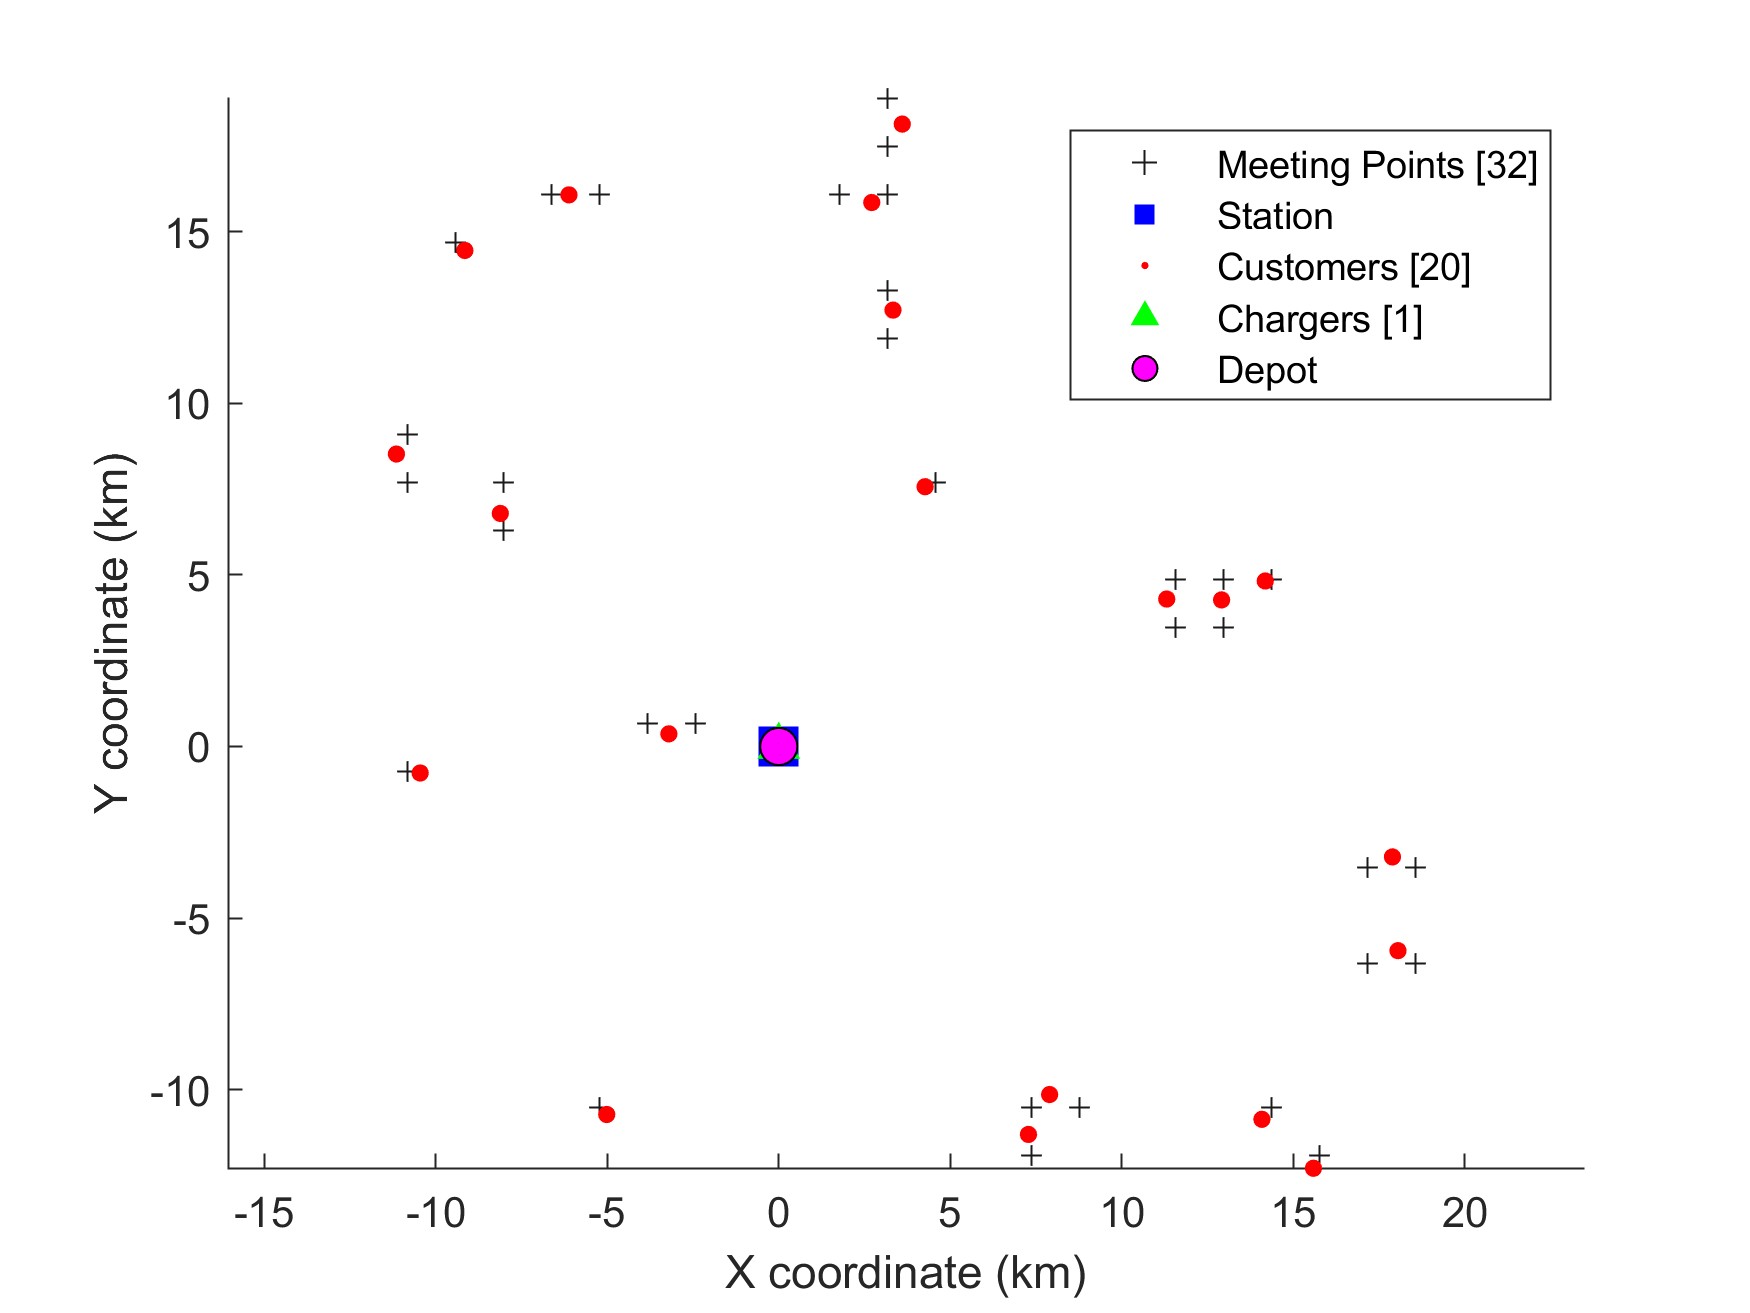 Meeting Points [32]
Station
Customers [20]
Chargers [1]
Depot
15
10
5
0
-5
-10
Y coordinate (km)
-15 -10 -5 0 5 10 15 20
X coordinate (km)